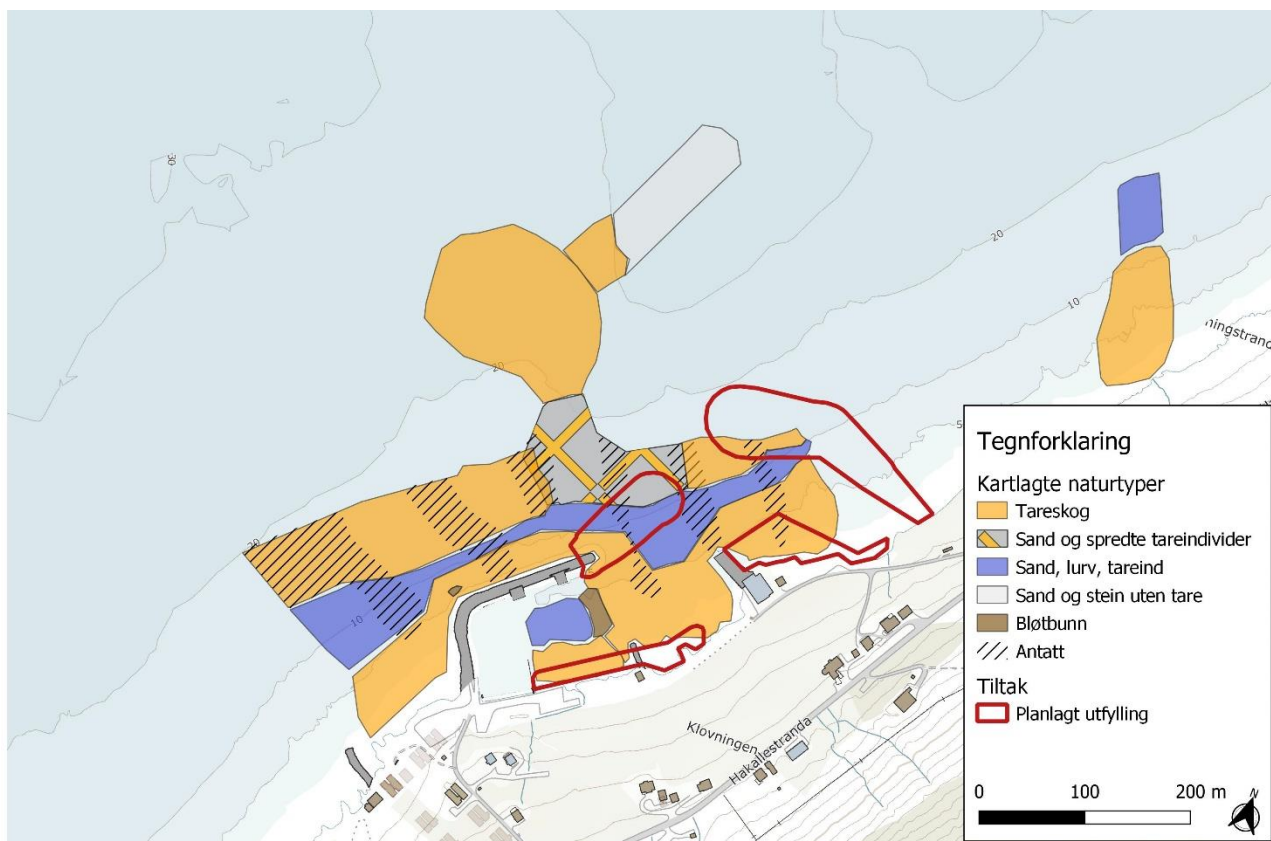 30
20
10
ningstrand
20
5
20
10
Klovningen
Hakallestranda
Tegnforklaring
Kartlagte naturtyper
Tareskog
Sand og spredte tareindivider
Sand, lurv, tareind
Sand og stein uten tare
Bløtbunn
Antatt
Tiltak
Planlagt utfylling
0 100 200 m
N